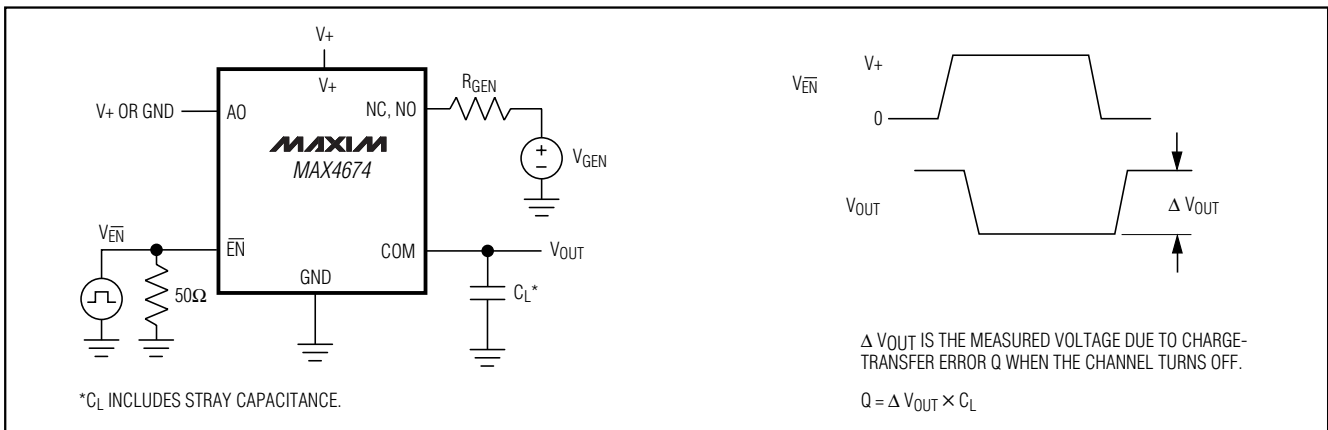 V+
V+
V+ OR GND
A0
NC, NO
RGEN
MAXIM
MAX4674
VGEN
VEN
EN
COM
VOUT
50Ω
GND
CL*
*CL INCLUDES STRAY CAPACITANCE.
VEN
V+
0
VOUT
Δ VOUT
Δ VOUT IS THE MEASURED VOLTAGE DUE TO CHARGE-
TRANSFER ERROR Q WHEN THE CHANNEL TURNS OFF.
Q = Δ VOUT × CL